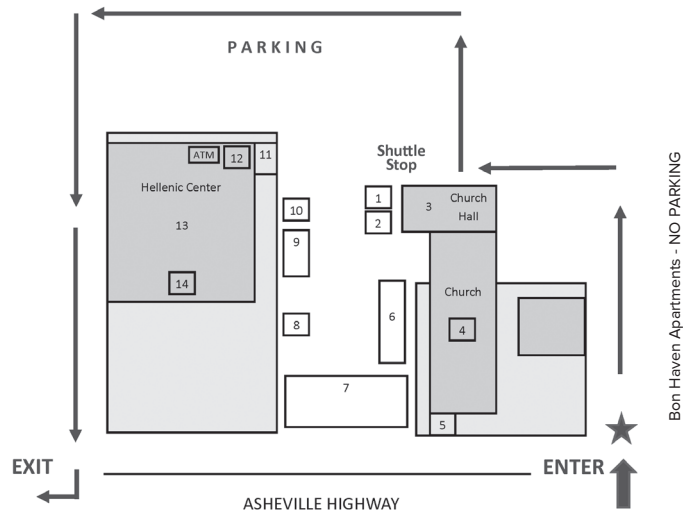 PARKING
Shuttle
Stop
ATM
12
11
Hellenic Center
13
14
10
9
8
7
1
2
3
Church
Hall
6
Church
4
5
Bon Haven Apartments - NO PARKING
EXIT
ENTER
ASHEVILLE HIGHWAY